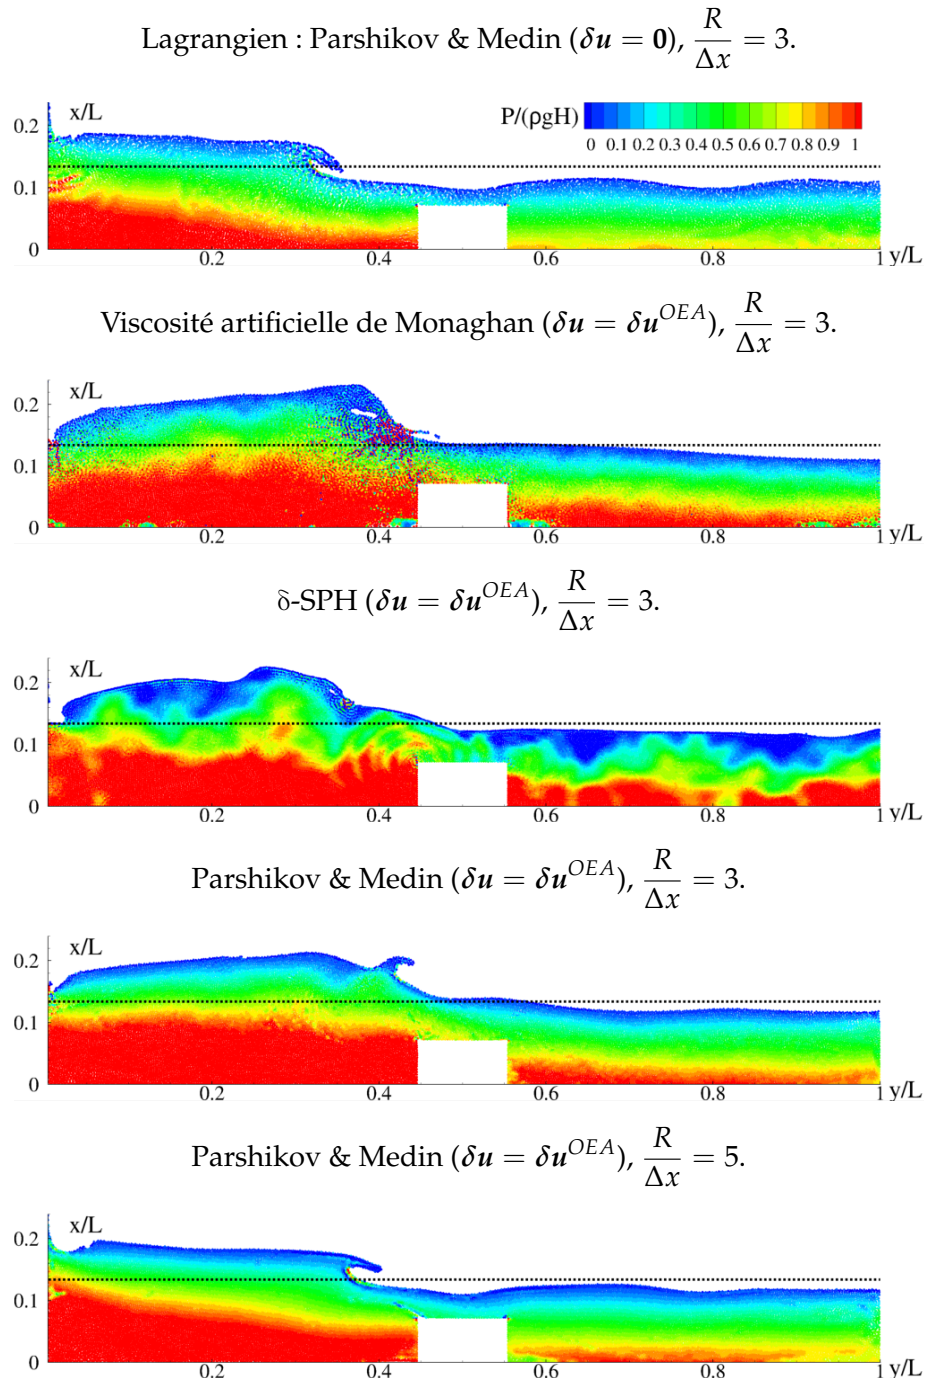 Lagrangien : Parshikov & Medin (δu = 0), R/Δx = 3.
x/L
P/(ρgH)
0 0.1 0.2 0.3 0.4 0.5 0.6 0.7 0.8 0.9 1
0.2
0.1
0
0.2 0.4 0.6 0.8 1 y/L
Viscosité artificielle de Monaghan (δu = δu^OEA), R/Δx = 3.
x/L
0.2
0.1
0
0.2 0.4 0.6 0.8 1 y/L
δ-SPH (δu = δu^OEA), R/Δx = 3.
x/L
0.2
0.1
0
0.2 0.4 0.6 0.8 1 y/L
Parshikov & Medin (δu = δu^OEA), R/Δx = 3.
x/L
0.2
0.1
0
0.2 0.4 0.6 0.8 1 y/L
Parshikov & Medin (δu = δu^OEA), R/Δx = 5.
x/L
0.2
0.1
0
0.2 0.4 0.6 0.8 1 y/L